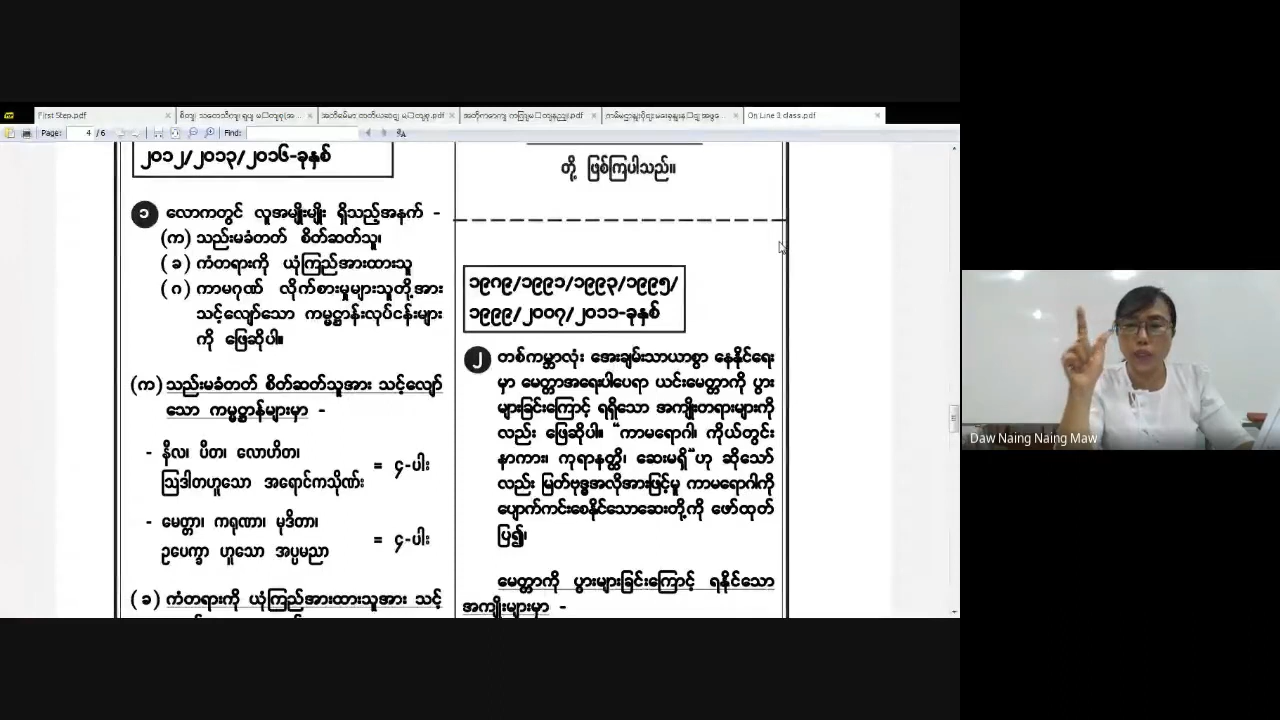 First Step.pdf
On Line 3 class.pdf
Page: 4 / 6 Find:
၂၀၁၂/၂၀၁၃/၂၀၁၆-ခုနှစ်
၁ လောကတွင် လူအမျိုးမျိုး ရှိသည့်အနက် -
(က) သည်းမခံတတ် စိတ်ဆတ်သူ၊
(ခ) ကံတရားကို ယုံကြည်အားထားသူ
(ဂ) ကာမဂုဏ် လိုက်စားမှုများသူတို့အား
သင့်လျော်သော ကမ္မဋ္ဌာန်းလုပ်ငန်းများ
ကို ဖြေဆိုပါ။
(က) သည်းမခံတတ် စိတ်ဆတ်သူအား သင့်လျော်
သော ကမ္မဋ္ဌာန်များမှာ -
- နီလ၊ ပီတ၊ လောဟိတ၊
ဩဒါတဟူသော အရောင်ကသိုဏ်း = ၄-ပါး
- မေတ္တာ၊ ကရုဏာ၊ မုဒိတာ၊
ဥပေက္ခာ ဟူသော အပ္ပမညာ = ၄-ပါး
(ခ) ကံတရားကို ယုံကြည်အားထားသူအား သင့်
တို့ ဖြစ်ကြပါသည်။
၁၉၈၉/၁၉၉၁/၁၉၉၃/၁၉၉၅/
၁၉၉၉/၂၀၀၇/၂၀၁၁-ခုနှစ်
၂ တစ်ကမ္ဘာလုံး အေးချမ်းသာယာစွာ နေနိုင်ရေး
မှာ မေတ္တာအရေးပါပေရာ ယင်းမေတ္တာကို ပွား
များခြင်းကြောင့် ရရှိသော အကျိုးတရားများကို
လည်း ဖြေဆိုပါ။ "ကာမရောဂါ၊ ကိုယ်တွင်း
နာကား၊ ကုရာနတ္ထိ၊ ဆေးမရှိ"ဟု ဆိုသော်
လည်း မြတ်ဗုဒ္ဓအလိုအားဖြင့်မူ ကာမရောဂါကို
ပျောက်ကင်းစေနိုင်သောဆေးတို့ကို ဖော်ထုတ်
ပြ၍၊
မေတ္တာကို ပွားများခြင်းကြောင့် ရနိုင်သော
အကျိုးများမှာ -
Daw Naing Naing Maw